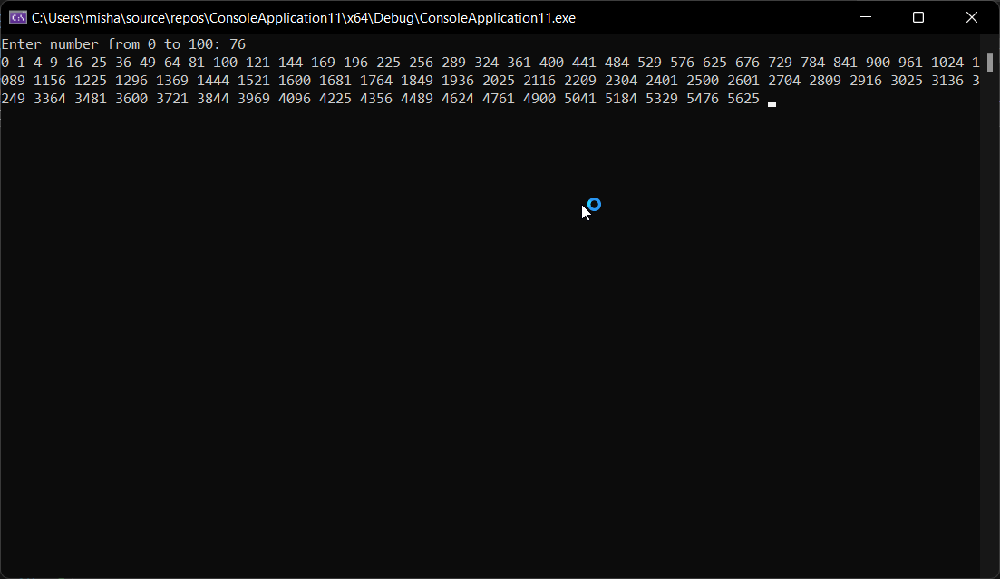 C:\Users\misha\source\repos\ConsoleApplication11\x64\Debug\ConsoleApplication11.exe
Enter number from 0 to 100: 76
0 1 4 9 16 25 36 49 64 81 100 121 144 169 196 225 256 289 324 361 400 441 484 529 576 625 676 729 784 841 900 961 1024 1
089 1156 1225 1296 1369 1444 1521 1600 1681 1764 1849 1936 2025 2116 2209 2304 2401 2500 2601 2704 2809 2916 3025 3136 3
249 3364 3481 3600 3721 3844 3969 4096 4225 4356 4489 4624 4761 4900 5041 5184 5329 5476 5625